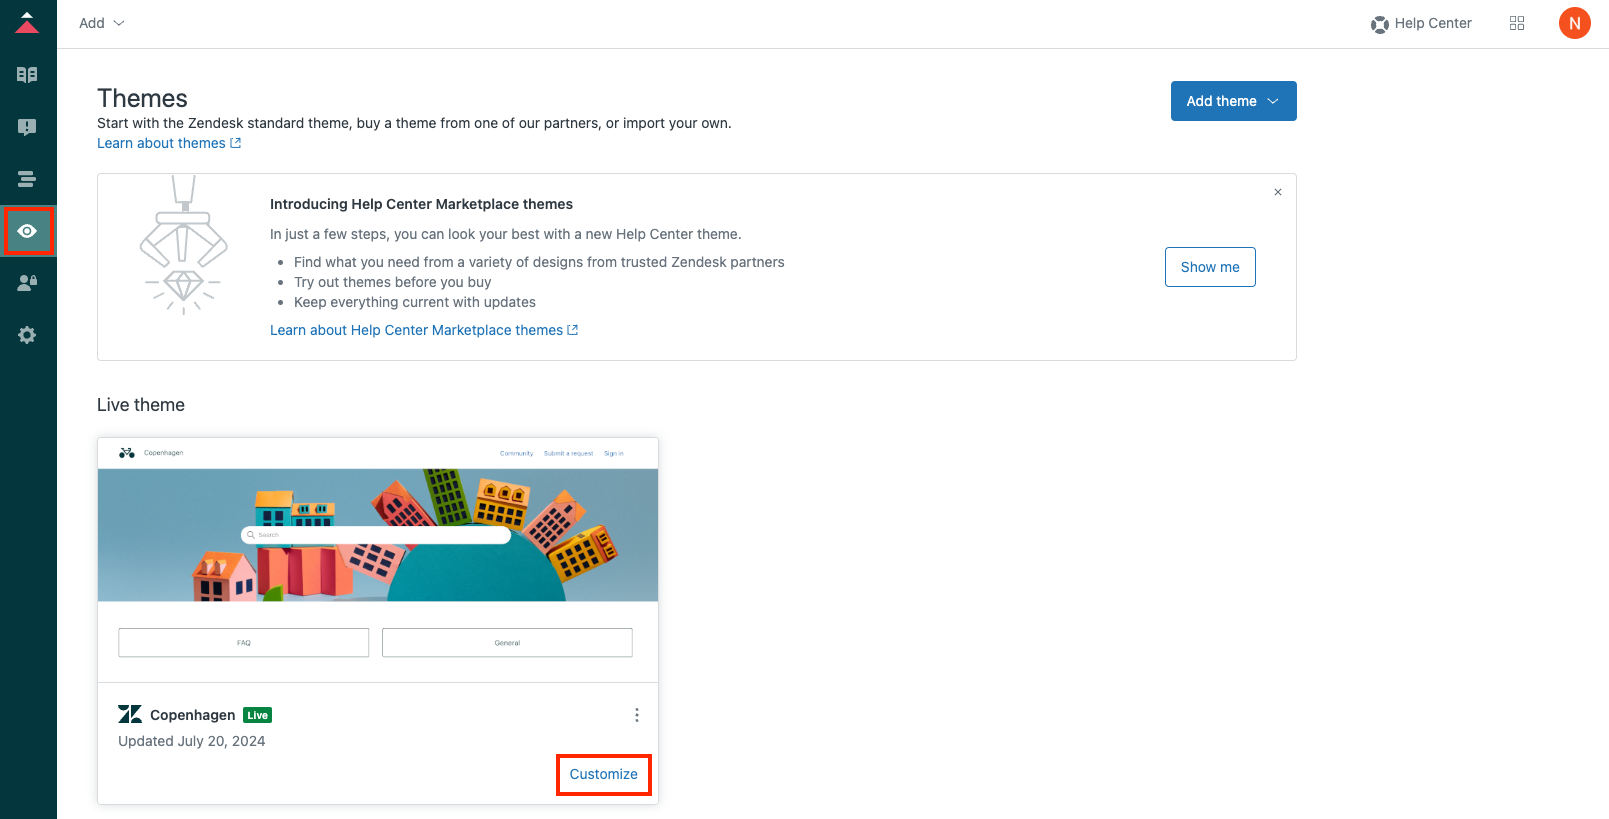 Add
Help Center
N
Themes
Add theme
Start with the Zendesk standard theme, buy a theme from one of our partners, or import your own.
Learn about themes
Introducing Help Center Marketplace themes
In just a few steps, you can look your best with a new Help Center theme.
Find what you need from a variety of designs from trusted Zendesk partners
Try out themes before you buy
Keep everything current with updates
Show me
Learn about Help Center Marketplace themes
Live theme
Copenhagen
Community Submit a request Sign in
Search
FAQ
General
Copenhagen Live
Updated July 20, 2024
Customize